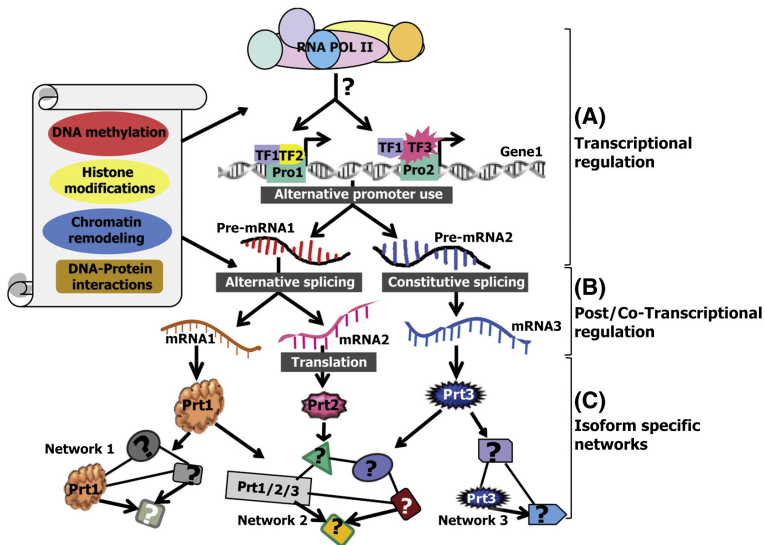 RNA POL II
?
(A)
Transcriptional
regulation
DNA methylation
Histone
modifications
Chromatin
remodeling
DNA-Protein
interactions
TF1 TF2
Pro1
TF1 TF3
Pro2
Gene1
Alternative promoter use
Pre-mRNA1
Pre-mRNA2
Alternative splicing
Constitutive splicing
(B)
Post/Co-Transcriptional
regulation
mRNA1
mRNA2
mRNA3
Translation
Prt1
Prt2
Prt3
(C)
Isoform specific
networks
Network 1
?
?
Prt1
?
?
?
Prt1/2/3
?
?
Network 2
?
Prt3
?
Network 3